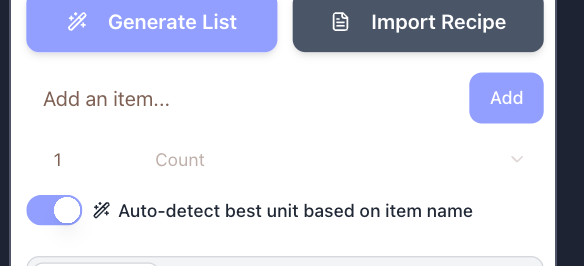 Generate List
Import Recipe
Add an item...
Add
1
Count
Auto-detect best unit based on item name